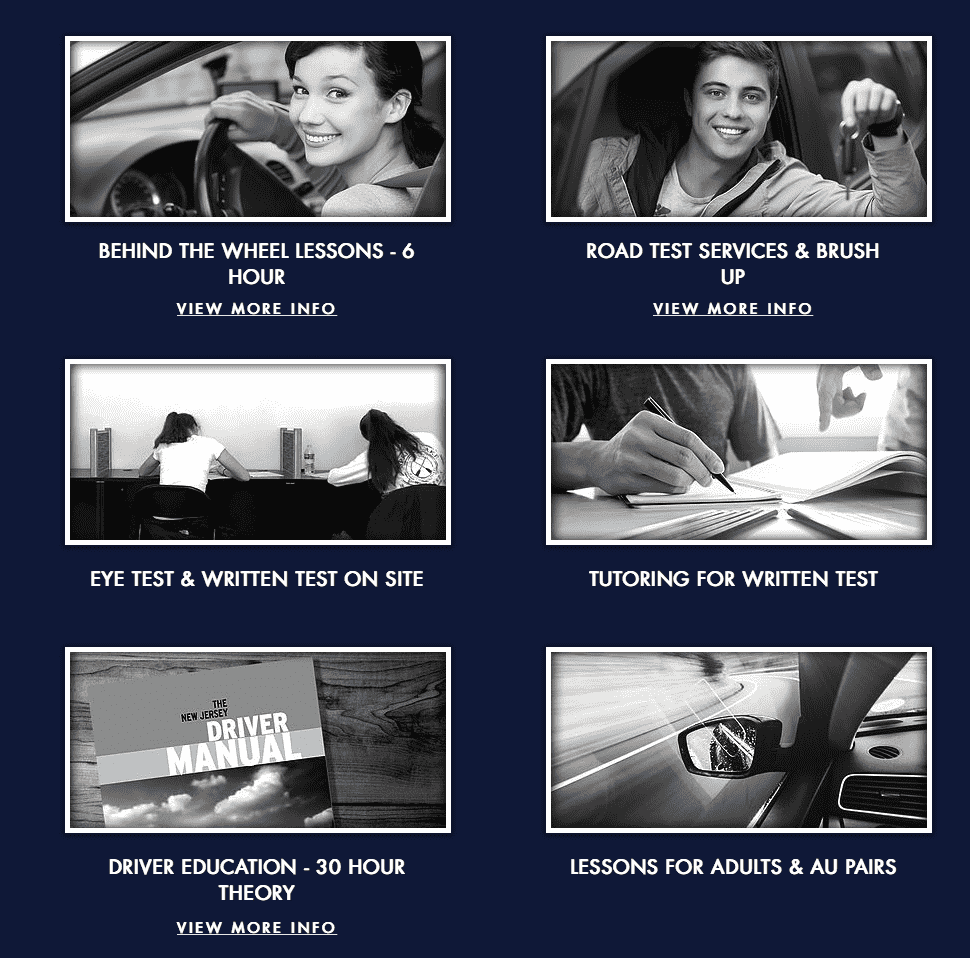 BEHIND THE WHEEL LESSONS - 6
HOUR
VIEW MORE INFO
ROAD TEST SERVICES & BRUSH
UP
VIEW MORE INFO
EYE TEST & WRITTEN TEST ON SITE
TUTORING FOR WRITTEN TEST
THE
NEW JERSEY
DRIVER
MANUAL
DRIVER EDUCATION - 30 HOUR
THEORY
VIEW MORE INFO
LESSONS FOR ADULTS & AU PAIRS